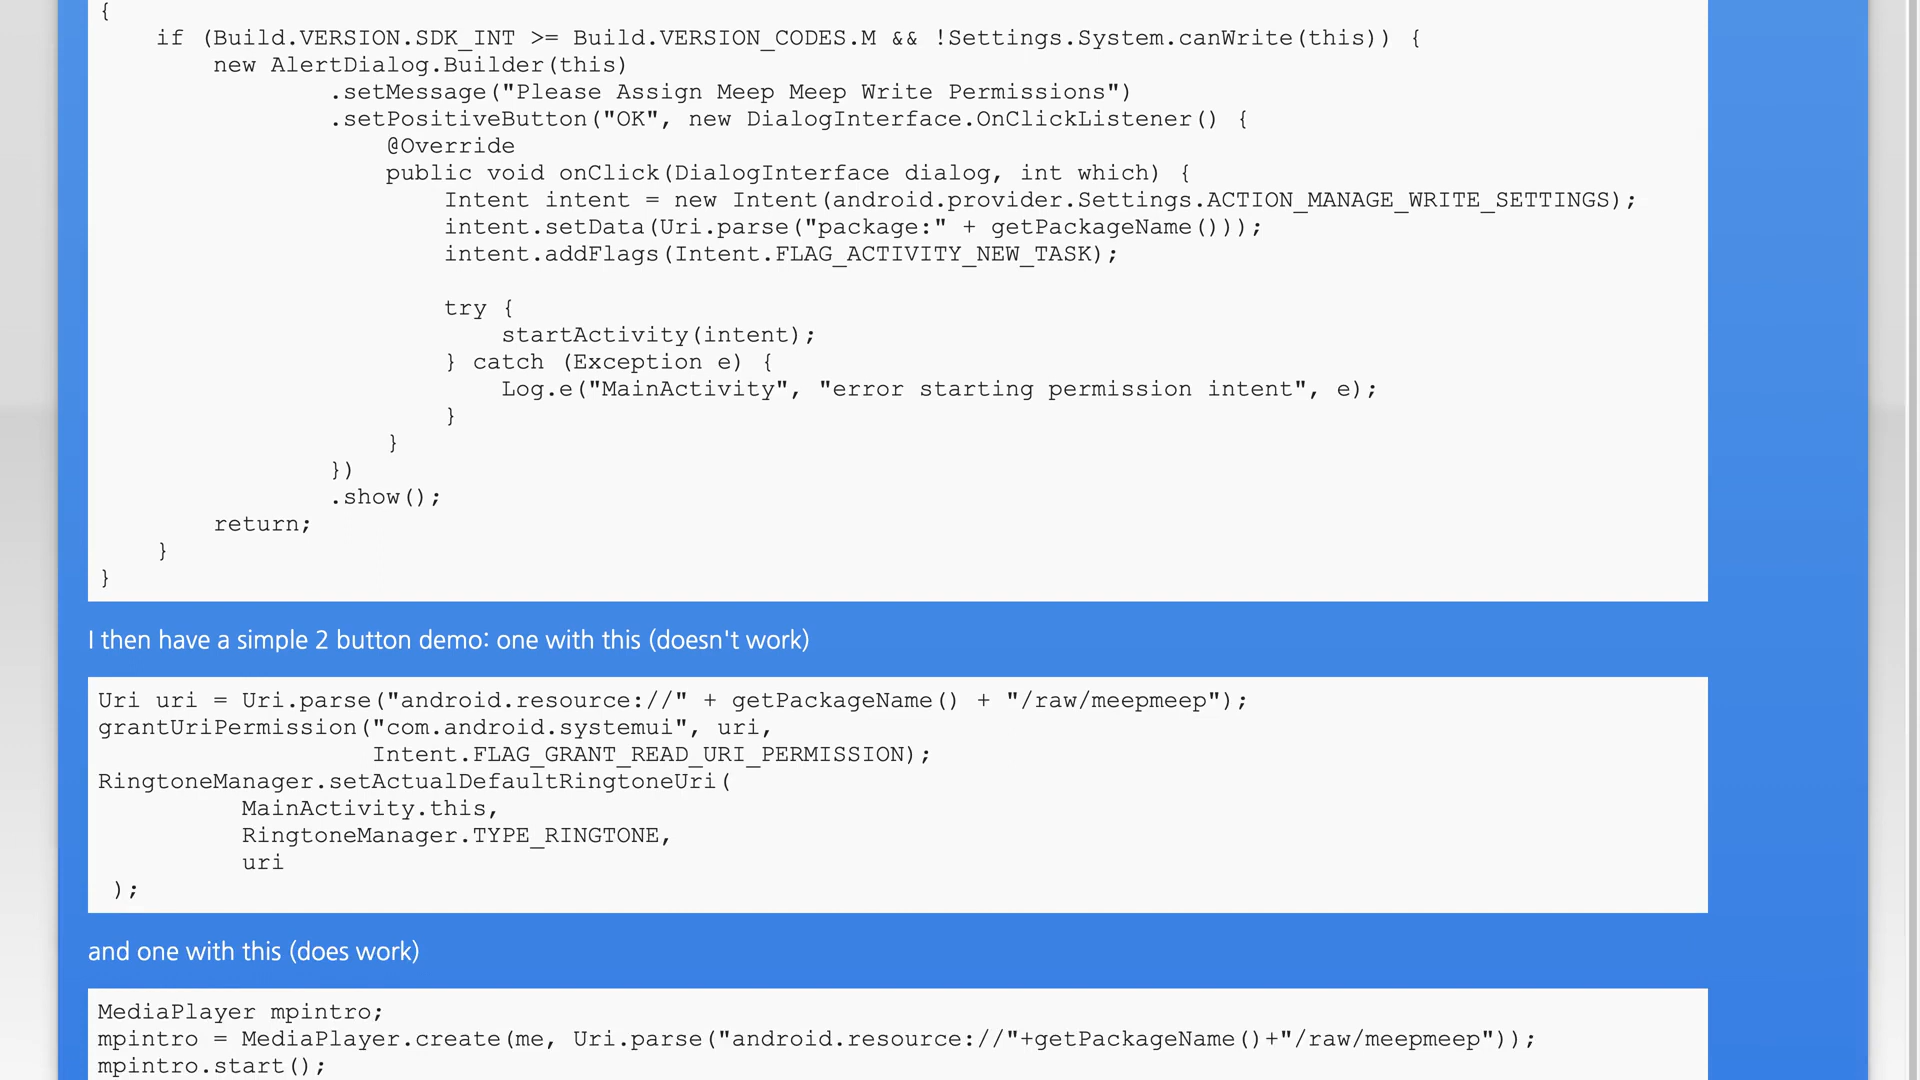 {
if (Build.VERSION.SDK_INT >= Build.VERSION_CODES.M && !Settings.System.canWrite(this)) {
new AlertDialog.Builder(this)
.setMessage("Please Assign Meep Meep Write Permissions")
.setPositiveButton("OK", new DialogInterface.OnClickListener() {
@Override
public void onClick(DialogInterface dialog, int which) {
Intent intent = new Intent(android.provider.Settings.ACTION_MANAGE_WRITE_SETTINGS);
intent.setData(Uri.parse("package:" + getPackageName()));
intent.addFlags(Intent.FLAG_ACTIVITY_NEW_TASK);
try {
startActivity(intent);
} catch (Exception e) {
Log.e("MainActivity", "error starting permission intent", e);
}
}
})
.show();
return;
}
}
I then have a simple 2 button demo: one with this (doesn't work)
Uri uri = Uri.parse("android.resource://" + getPackageName() + "/raw/meepmeep");
grantUriPermission("com.android.systemui", uri,
Intent.FLAG_GRANT_READ_URI_PERMISSION);
RingtoneManager.setActualDefaultRingtoneUri(
MainActivity.this,
RingtoneManager.TYPE_RINGTONE,
uri
);
and one with this (does work)
MediaPlayer mpintro;
mpintro = MediaPlayer.create(me, Uri.parse("android.resource://"+getPackageName()+"/raw/meepmeep"));
mpintro.start();